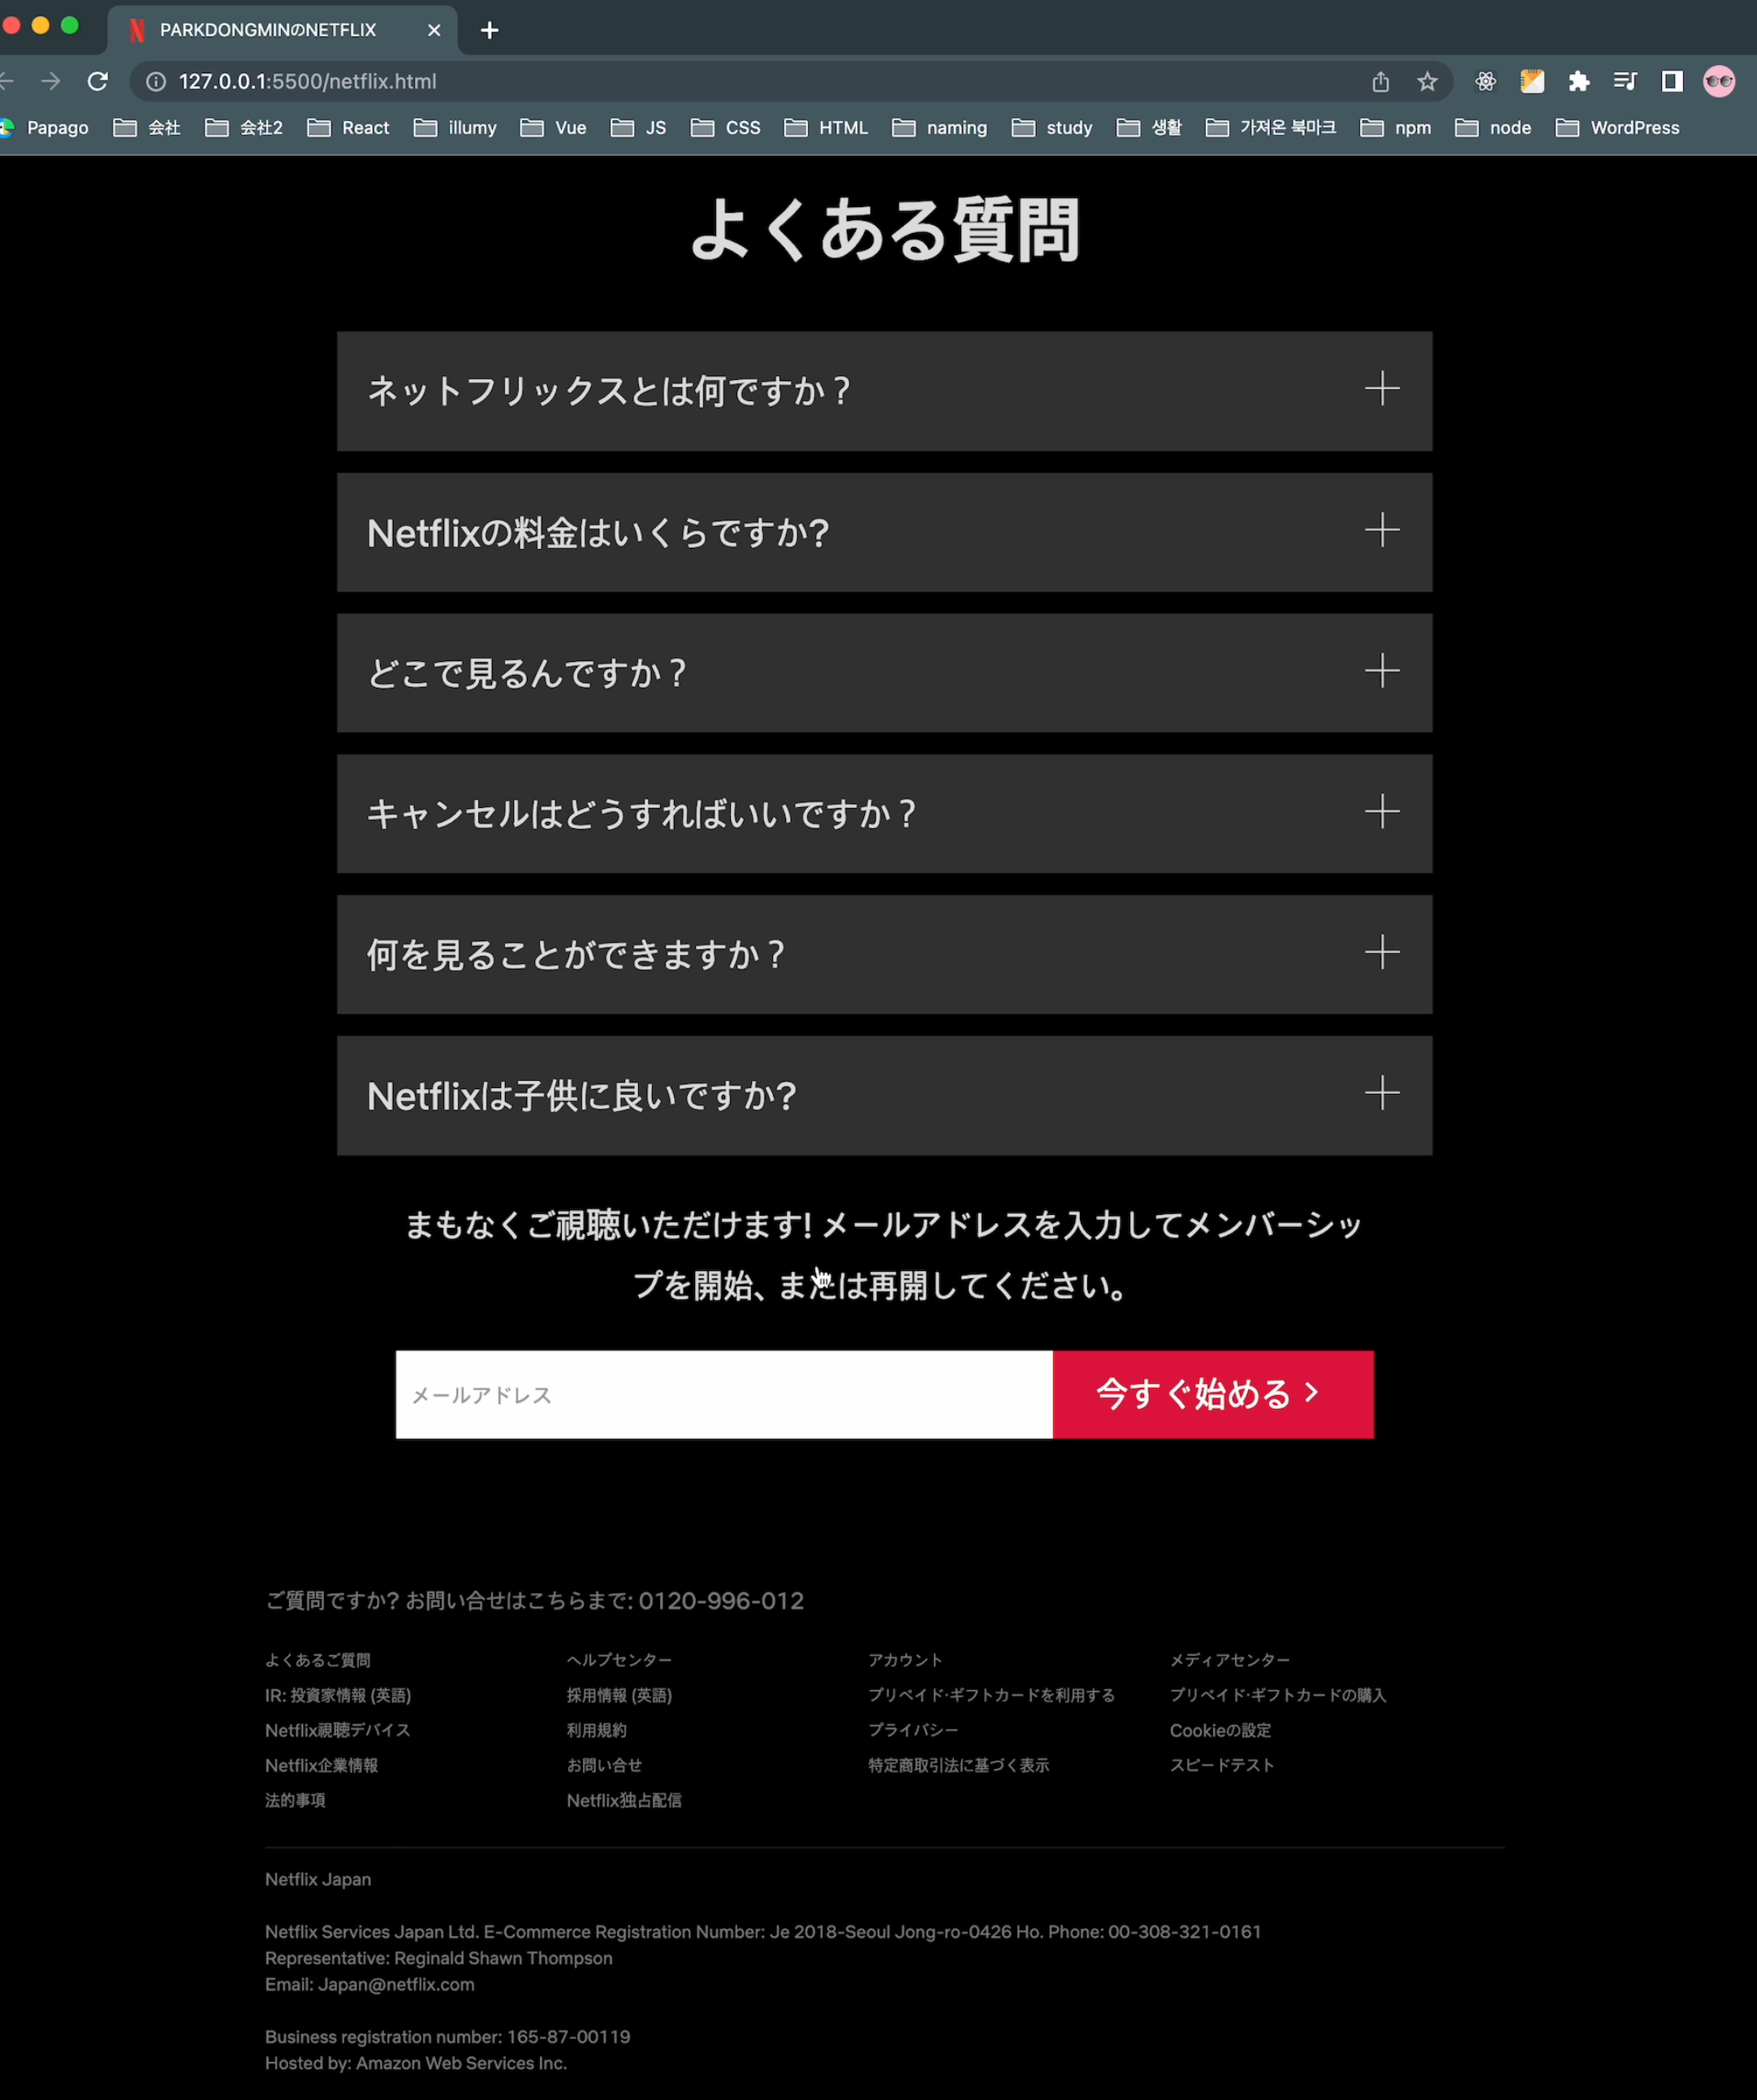 PARKDONGMINのNETFLIX
127.0.0.1:5500/netflix.html
Papago 会社 会社2 React illumy Vue JS CSS HTML naming study 생활 가져온 북마크 npm node WordPress
よくある質問
ネットフリックスとは何ですか？
Netflixの料金はいくらですか?
どこで見るんですか？
キャンセルはどうすればいいですか？
何を見ることができますか？
Netflixは子供に良いですか?
まもなくご視聴いただけます! メールアドレスを入力してメンバーシッ
プを開始、または再開してください。
メールアドレス
今すぐ始める
ご質問ですか? お問い合せはこちらまで: 0120-996-012
よくあるご質問 ヘルプセンター アカウント メディアセンター
IR: 投資家情報 (英語) 採用情報 (英語) プリペイド·ギフトカードを利用する プリペイド·ギフトカードの購入
Netflix視聴デバイス 利用規約 プライバシー Cookieの設定
Netflix企業情報 お問い合せ 特定商取引法に基づく表示 スピードテスト
法的事項 Netflix独占配信
Netflix Japan
Netflix Services Japan Ltd. E-Commerce Registration Number: Je 2018-Seoul Jong-ro-0426 Ho. Phone: 00-308-321-0161
Representative: Reginald Shawn Thompson
Email: Japan@netflix.com
Business registration number: 165-87-00119
Hosted by: Amazon Web Services Inc.